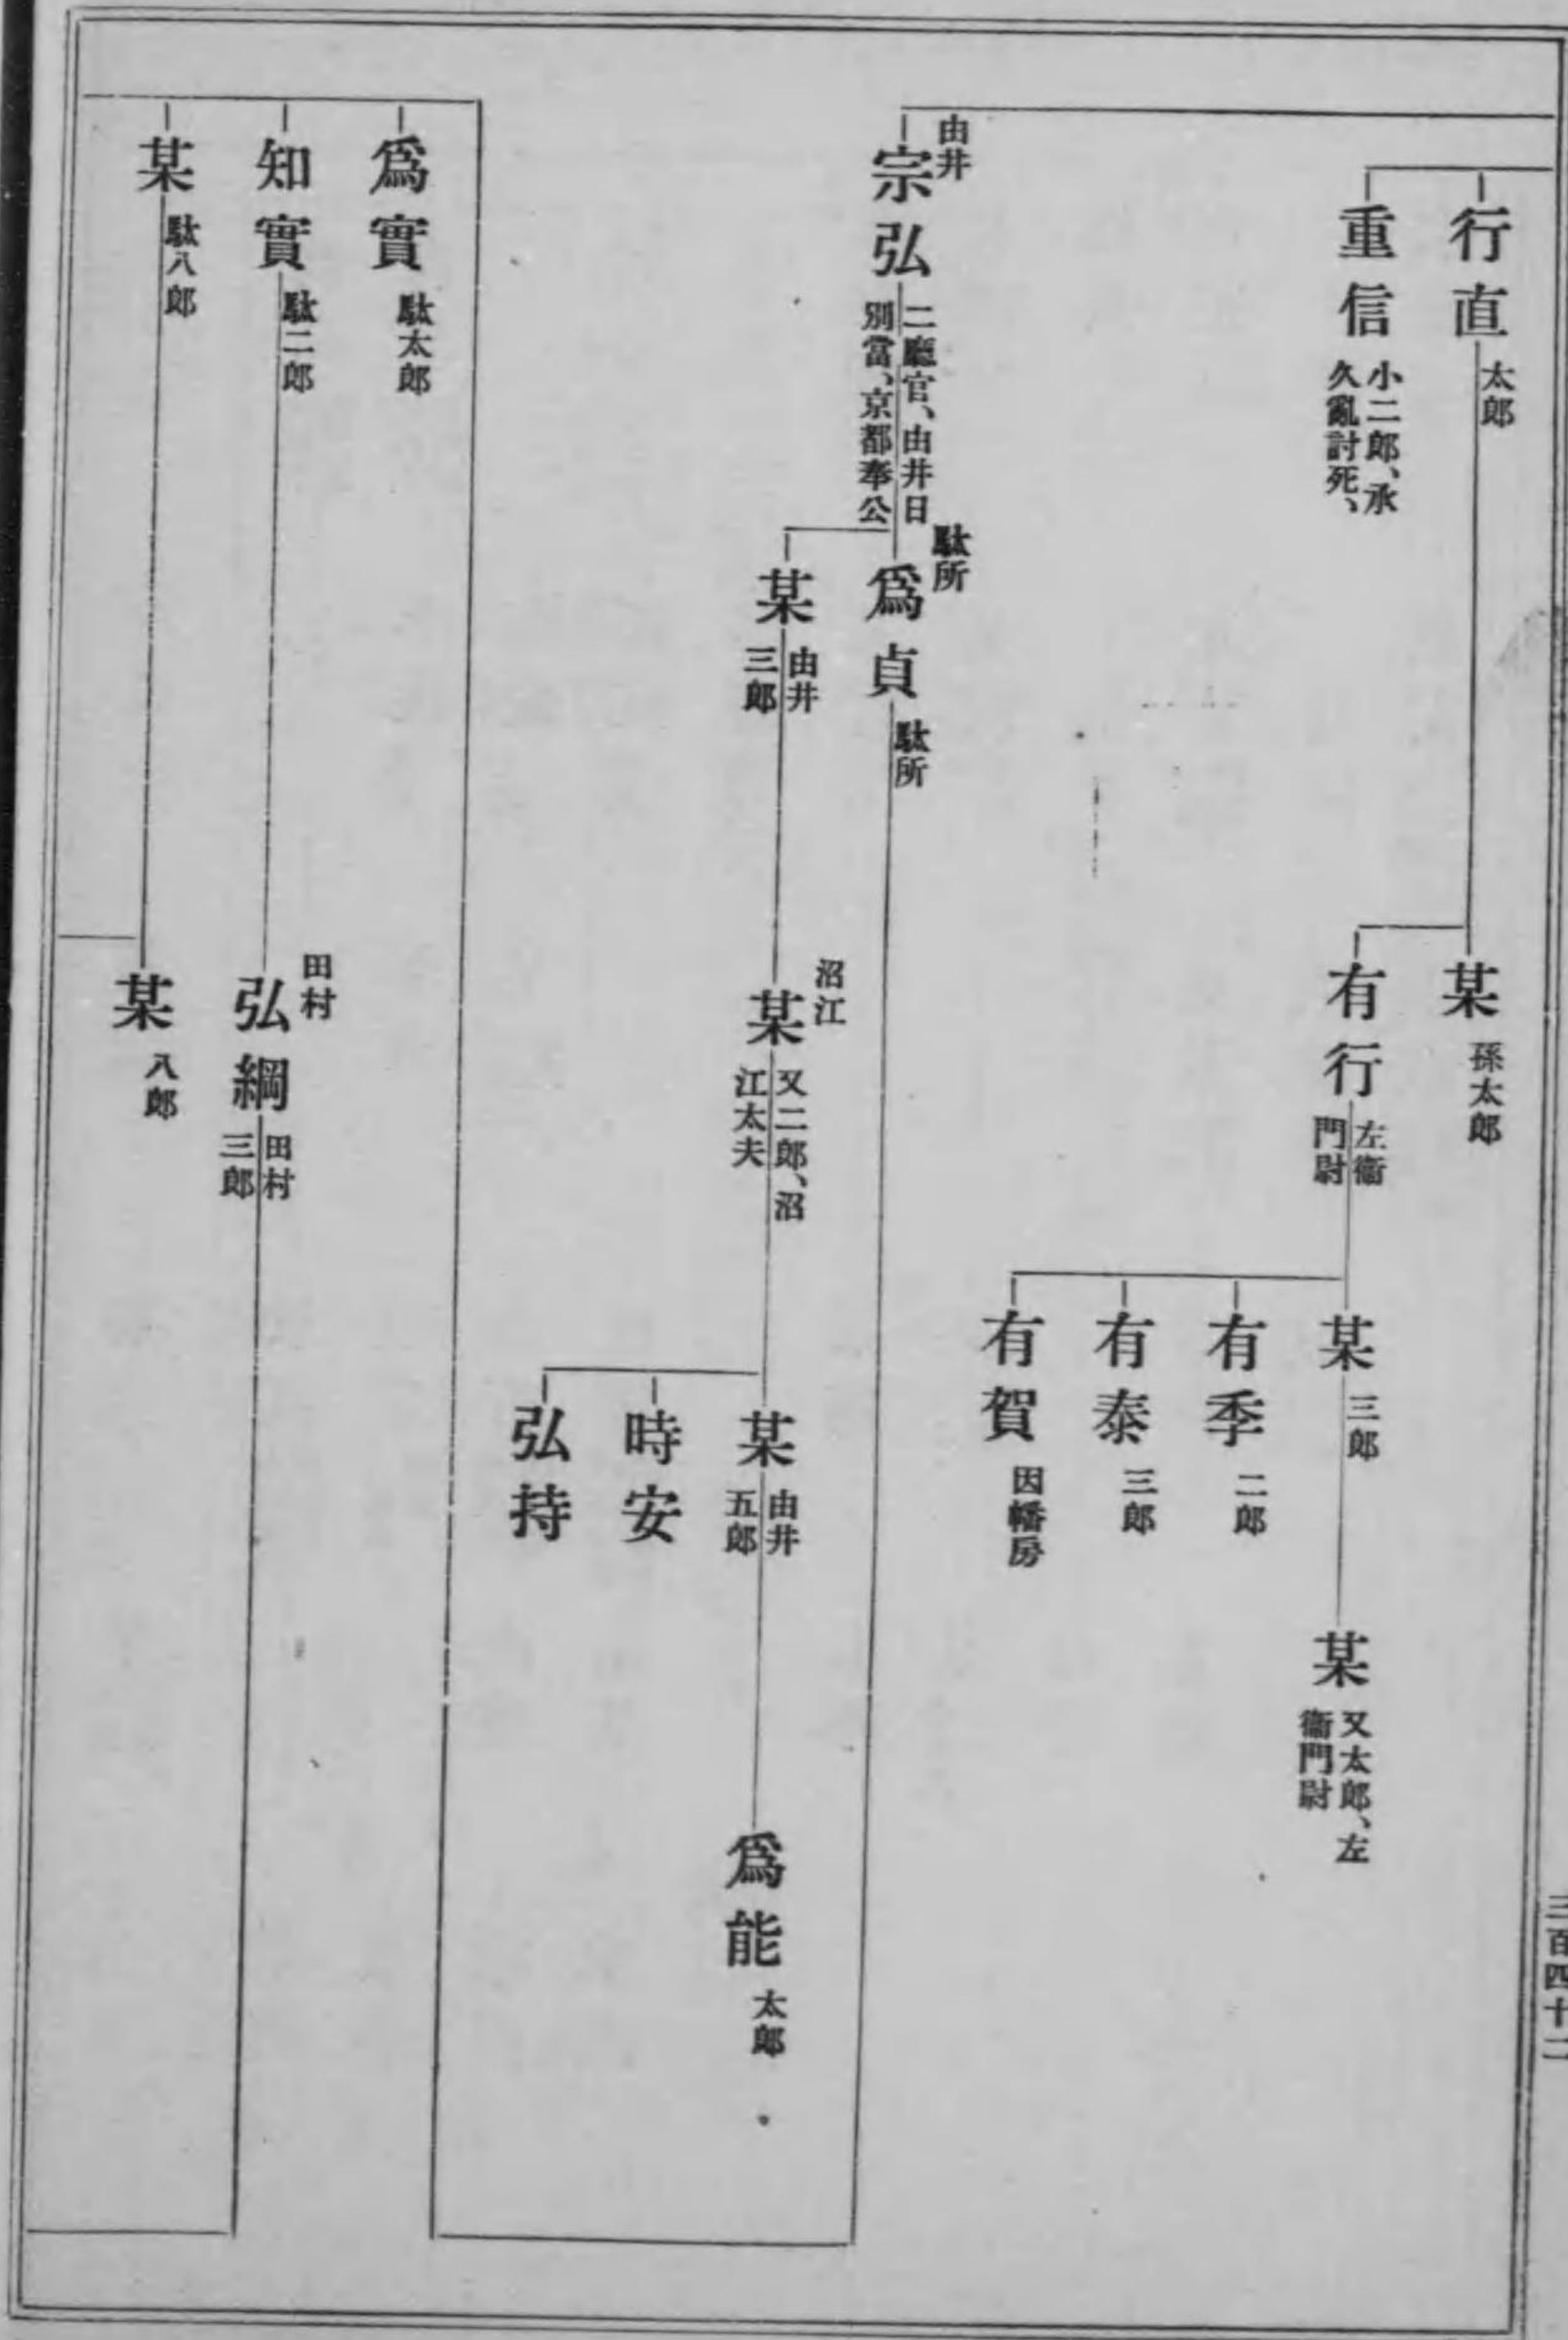 三百四十二
行直 太郎
重信 小二郎、承
久亂討死、
某 孫太郎
有行 左衞
門尉
某 三郎
有季 二郎
有泰 三郎
有賀 因幡房
某 又太郎、左
衞門尉
由井
宗弘 二廳官、由井日
別當、京都奉公
駄所
爲貞 駄所
某 由井
三郎
沼江
某 又二郎、沼
江太夫
某 由井
五郎
時安
弘持
爲能 太郎
爲實 駄太郎
知實 駄二郎
某 駄八郎
田村
弘綱 田村
三郎
某 八郎